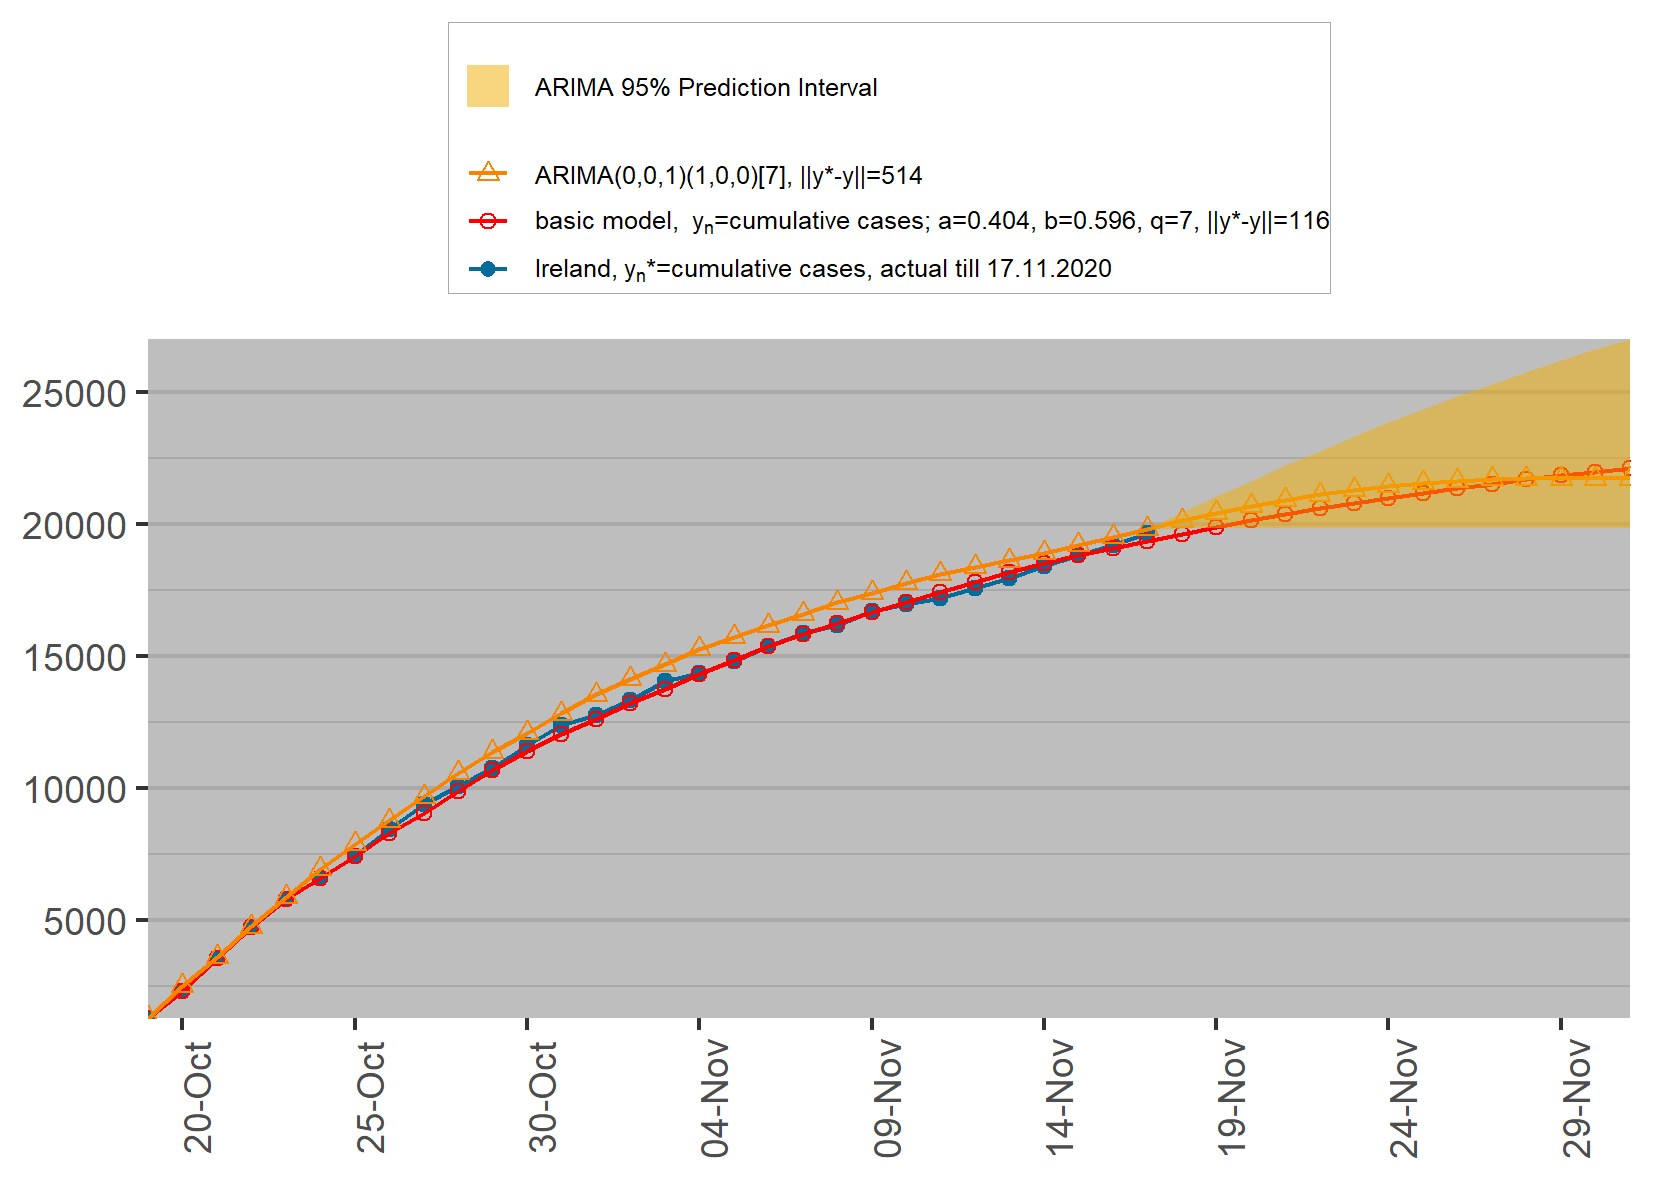 ARIMA 95% Prediction Interval
ARIMA(0,0,1)(1,0,0)[7], ||y*-y||=514
basic model, yn=cumulative cases; a=0.404, b=0.596, q=7, ||y*-y||=116
Ireland, yn*=cumulative cases, actual till 17.11.2020
25000
20000
15000
10000
5000
20-Oct
25-Oct
30-Oct
04-Nov
09-Nov
14-Nov
19-Nov
24-Nov
29-Nov